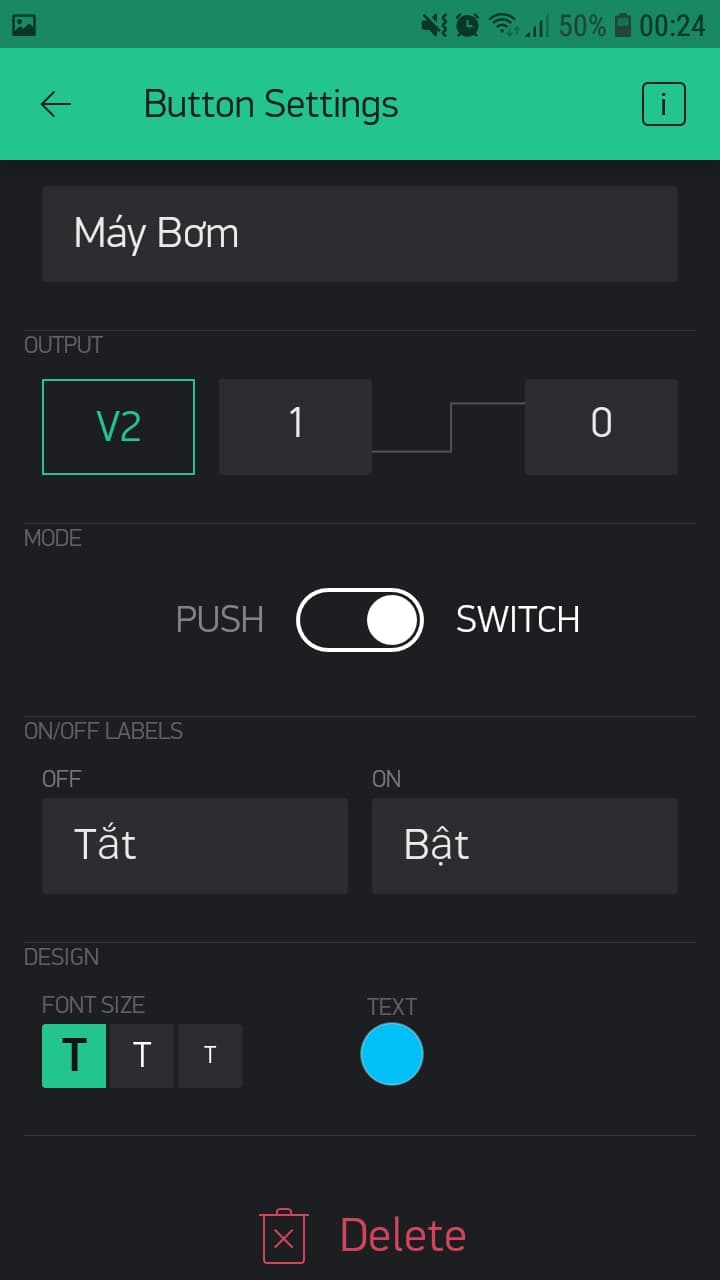 50% 00:24
Button Settings i
Máy Bơm
OUTPUT
V2 1 0
MODE
PUSH SWITCH
ON/OFF LABELS
OFF ON
Tắt Bật
DESIGN
FONT SIZE TEXT
T T T
Delete